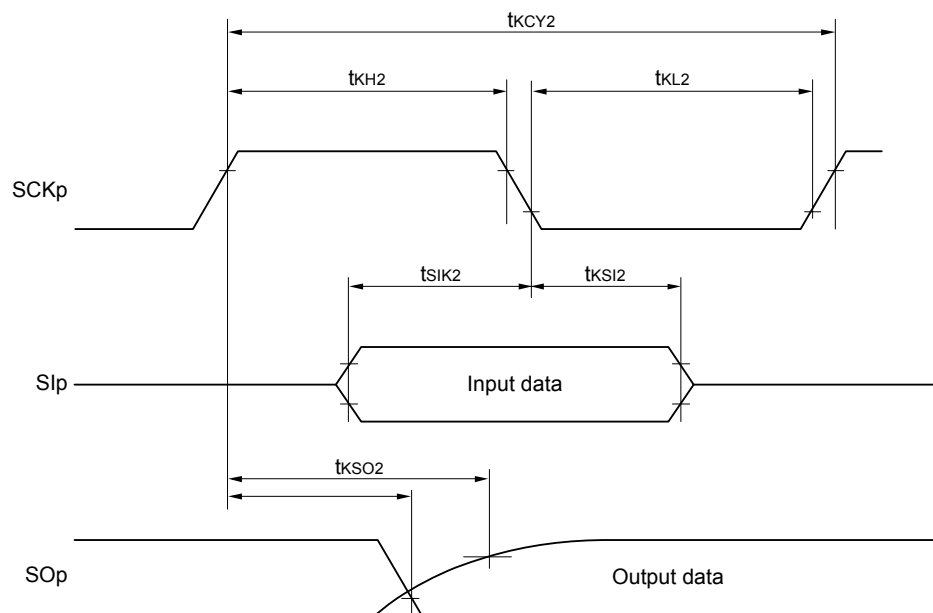 tKCY2
tKH2
tKL2
SCKp
tSIK2
tKSI2
SIp
Input data
tKSO2
SOp
Output data